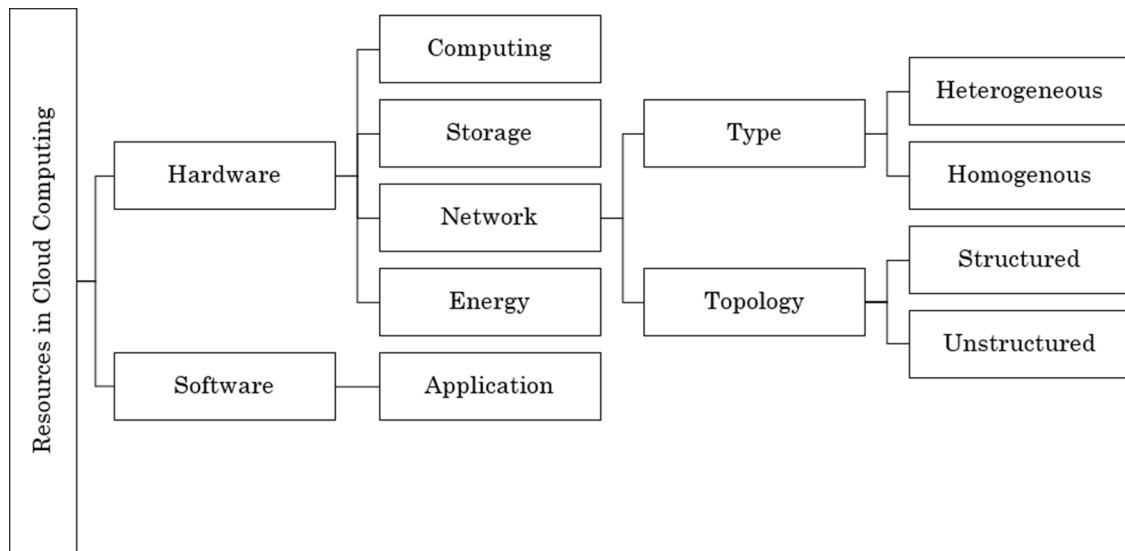 Resources in Cloud Computing
Hardware
Software
Computing
Storage
Network
Energy
Application
Type
Topology
Heterogeneous
Homogenous
Structured
Unstructured